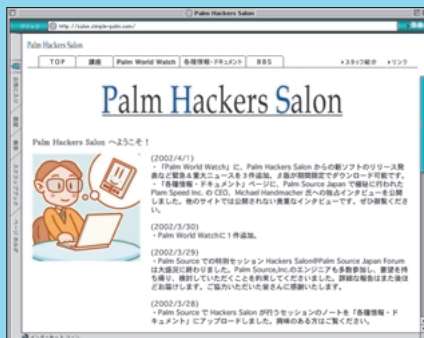 Palm Hackers Salon
アドレス http://salon.simple-palm.com/
Palm Hackers Salon
TOP 講座 Palm World Watch 各種情報・ドキュメント BBS ›スタッフ紹介 ›リンク
Palm Hackers Salon
Palm Hackers Salon へようこそ！
(2002/4/1)
・「Palm World Watch」に、Palm Hackers Salon からの新ソフトのリリース発
表など緊急&重大ニュースを3件追加。β版が期間限定でダウンロード可能です。
・「各種情報・ドキュメント」ページに、Palm Source Japan で極秘に行われた
Plam Speed Inc. の CEO、Michael Handmacher 氏への独占インタビューを公開
しました。他のサイトでは公開されない貴重なインタビューです。ぜひ御覧くださ
い。
(2002/3/30)
・Palm World Watchに1件追加。
(2002/3/29)
・Palm Source での特別セッション Hackers Salon@Palm Source Japan Forum
は大盛況に終わりました。Palm Source,Inc.のエンジニアも多数参加し、要望を持
ち帰り、検討していただくことを約束してくださいました。詳細な報告はまた後ほ
どお届けします。ご協力いただいた皆さんに感謝いたします。
(2002/3/28)
・Palm Source で Hackers Salon が行うセッションのノートを「各種情報・ドキ
ュメント」にアップロードしました。興味のある方はご覧ください。